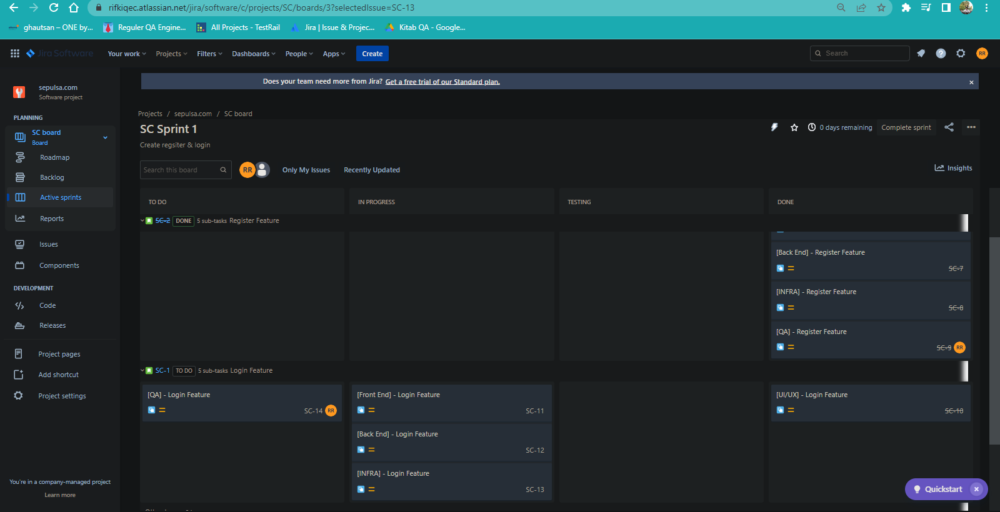 rifkiqec.atlassian.net/jira/software/c/projects/SC/boards/3?selectedIssue=SC-13
ghautsan – ONE by... Reguler QA Engine... All Projects - TestRail Jira | Issue & Projec... Kitab QA - Google...
Jira Software Your work Projects Filters Dashboards People Apps Create Search RR
Does your team need more from Jira? Get a free trial of our Standard plan.
sepulsa.com
Software project
PLANNING
SC board
Board
Roadmap
Backlog
Active sprints
Reports
Issues
Components
DEVELOPMENT
Code
Releases
Project pages
Add shortcut
Project settings
You're in a company-managed project
Learn more
Projects / sepulsa.com / SC board
SC Sprint 1
0 days remaining Complete sprint
Create regsiter & login
Search this board RR Only My Issues Recently Updated Insights
TO DO IN PROGRESS TESTING DONE
SC-2 DONE 5 sub-tasks Register Feature
[Back End] - Register Feature
SC-7
[INFRA] - Register Feature
SC-8
[QA] - Register Feature
SC-9 RR
SC-1 TO DO 5 sub-tasks Login Feature
[QA] - Login Feature
SC-14 RR
[Front End] - Login Feature
SC-11
[Back End] - Login Feature
SC-12
[INFRA] - Login Feature
SC-13
[UI/UX] - Login Feature
SC-10
Quickstart